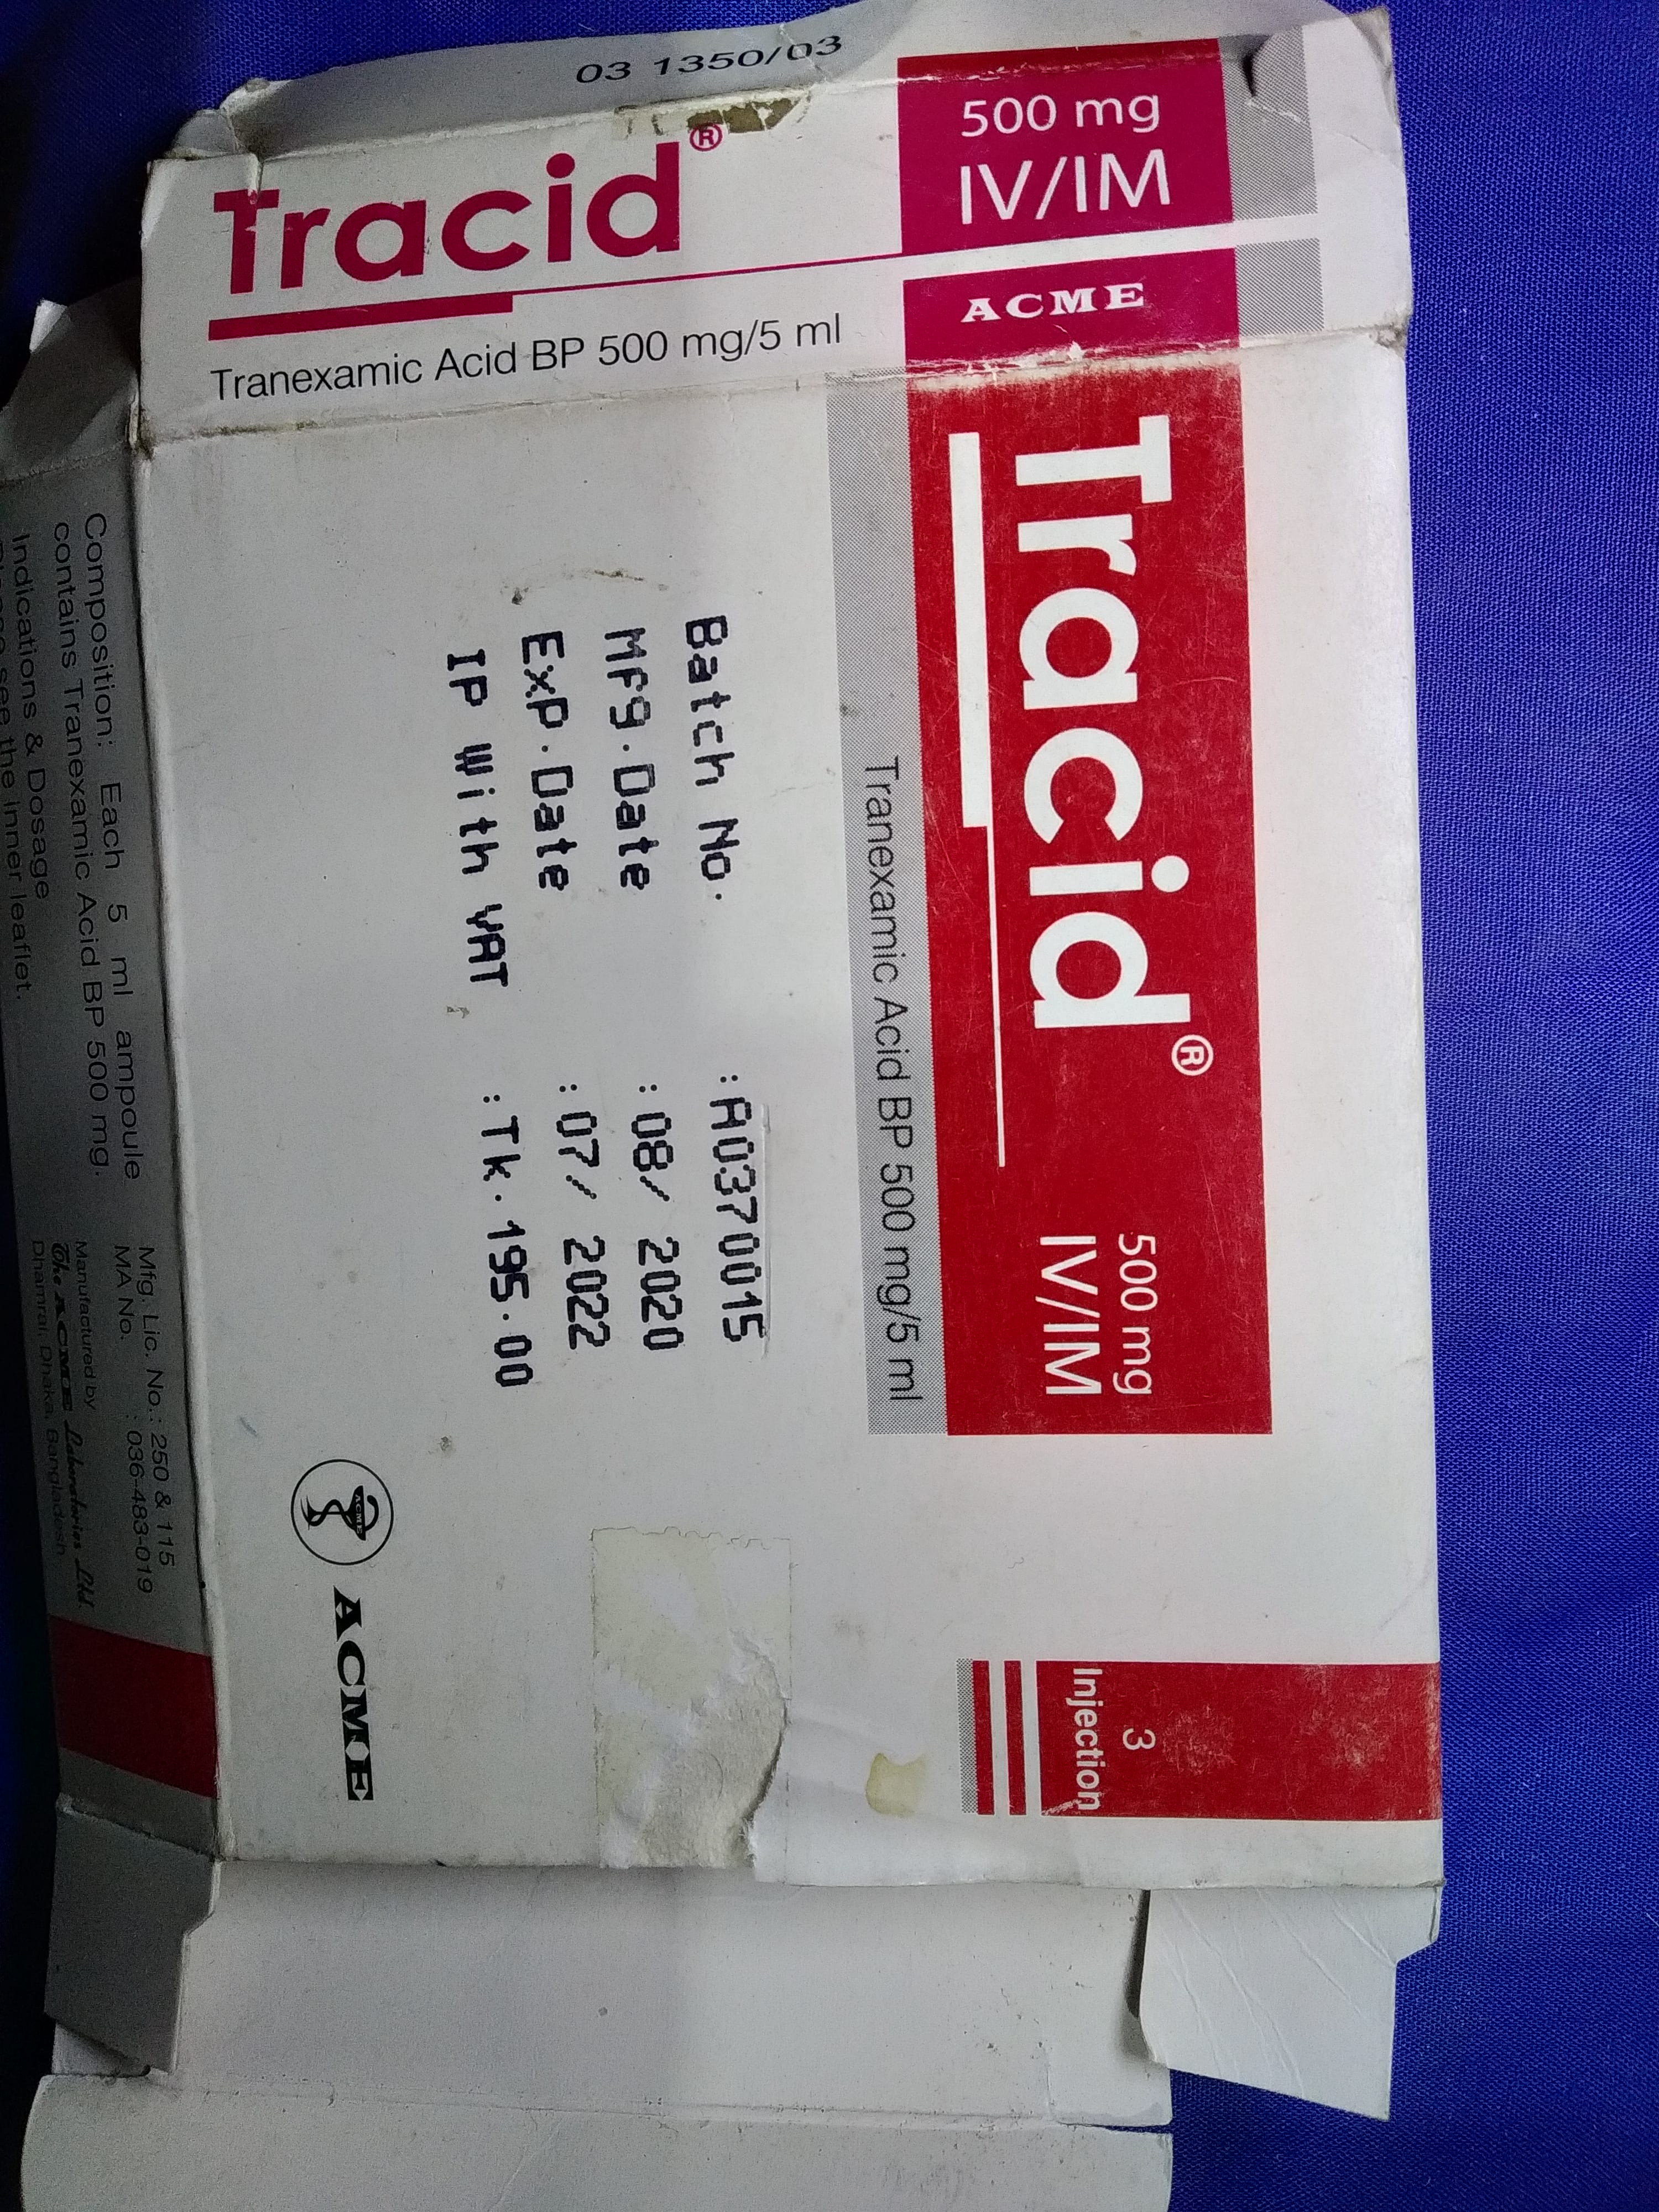 Tracid®
500 mg
IV/IM
Tranexamic Acid BP 500 mg/5 ml
3
Injection
Batch No. : A0370015
Mfg. Date : 08/ 2020
Exp. Date : 07/ 2022
IP With VAT : Tk. 195.00
ACME
ACME
500 mg
IV/IM
ACME
Tracid®
Tranexamic Acid BP 500 mg/5 ml
03 1350/03
Composition: Each 5 ml ampoule
contains Tranexamic Acid BP 500 mg.
Indications & Dosage
Please see the inner leaflet.
Mfg. Lic. No.: 250 & 115
MA No. : 036-483-019
Manufactured by
The ACME Laboratories Ltd.
Dhamrai, Dhaka, Bangladesh